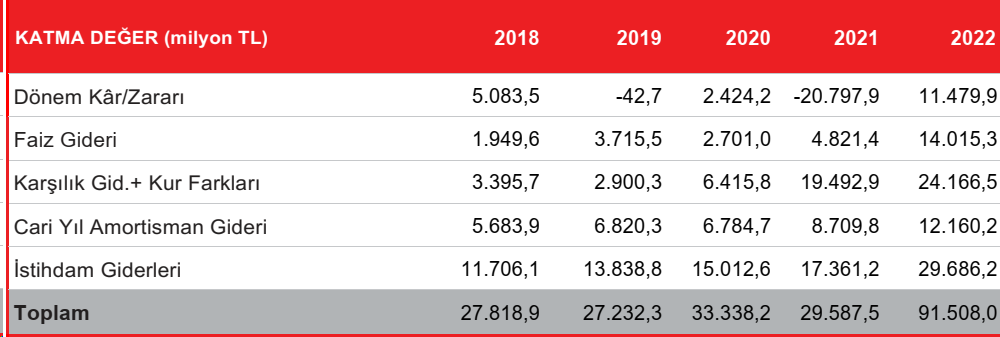 KATMA DEĞER (milyon TL) 2018 2019 2020 2021 2022
Dönem Kâr/Zararı 5.083,5 -42,7 2.424,2 -20.797,9 11.479,9
Faiz Gideri 1.949,6 3.715,5 2.701,0 4.821,4 14.015,3
Karşılık Gid.+ Kur Farkları 3.395,7 2.900,3 6.415,8 19.492,9 24.166,5
Cari Yıl Amortisman Gideri 5.683,9 6.820,3 6.784,7 8.709,8 12.160,2
İstihdam Giderleri 11.706,1 13.838,8 15.012,6 17.361,2 29.686,2
Toplam 27.818,9 27.232,3 33.338,2 29.587,5 91.508,0